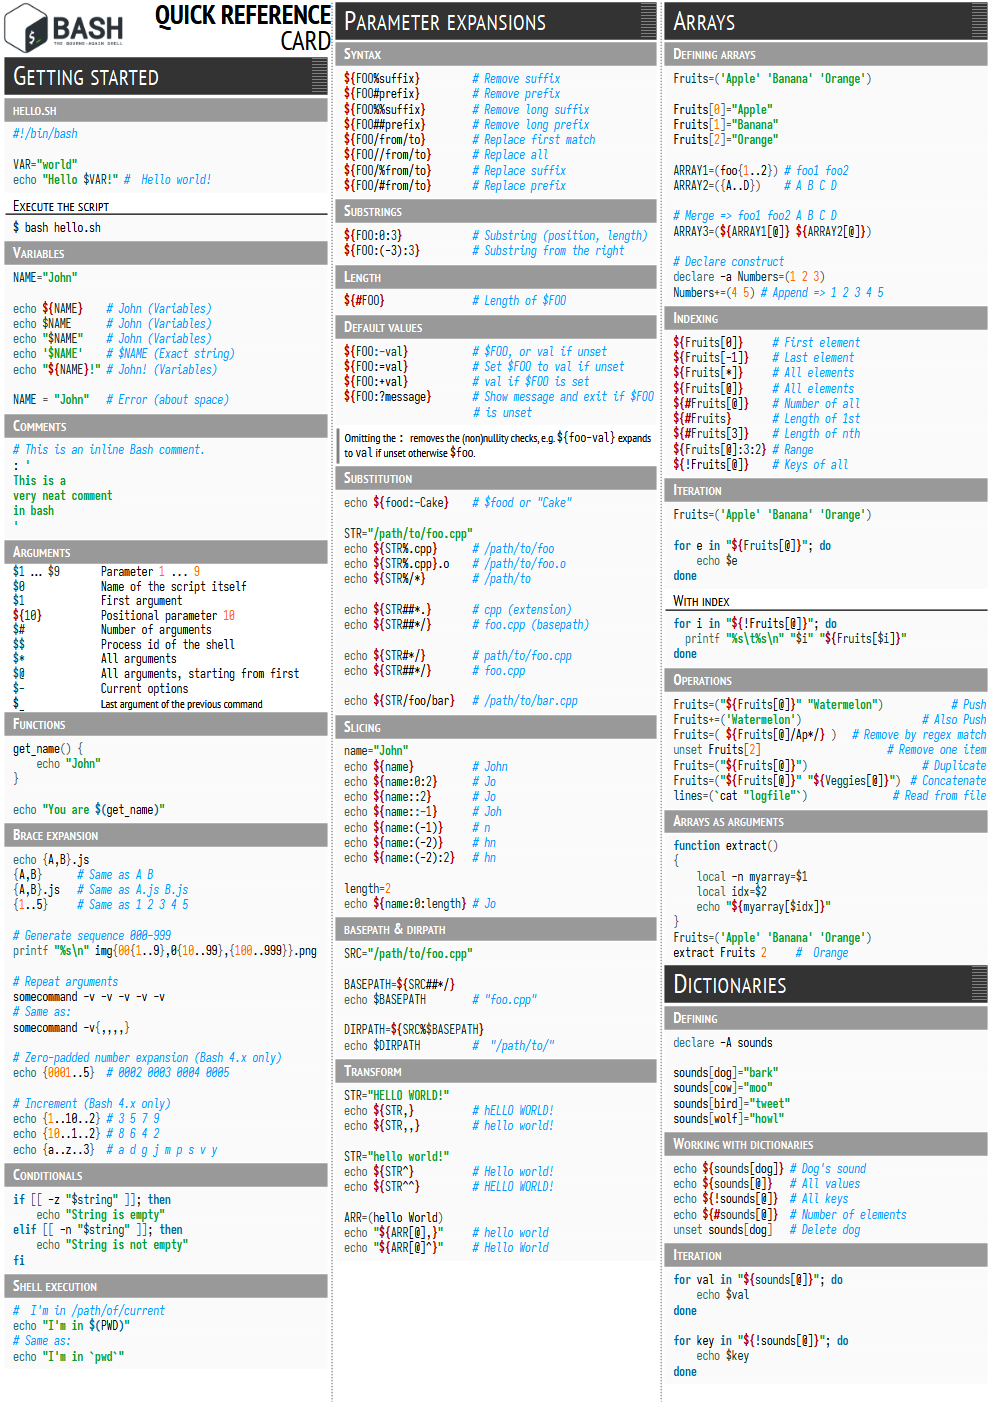 BASH
THE BOURNE-AGAIN SHELL
QUICK REFERENCE
CARD
GETTING STARTED
HELLO.SH
#!/bin/bash
VAR="world"
echo "Hello $VAR!" #  Hello world!
EXECUTE THE SCRIPT
$ bash hello.sh
VARIABLES
NAME="John"
echo ${NAME}   # John (Variables)
echo $NAME     # John (Variables)
echo "$NAME"   # John (Variables)
echo '$NAME'   # $NAME (Exact string)
echo "${NAME}!" # John! (Variables)
NAME = "John"  # Error (about space)
COMMENTS
# This is an inline Bash comment.
: '
This is a
very neat comment
in bash
'
ARGUMENTS
$1 ... $9 Parameter 1 ... 9
$0 Name of the script itself
$1 First argument
${10} Positional parameter 10
$# Number of arguments
$$ Process id of the shell
$* All arguments
$@ All arguments, starting from first
$- Current options
$_ Last argument of the previous command
FUNCTIONS
get_name() {
echo "John"
}
echo "You are $(get_name)"
BRACE EXPANSION
echo {A,B}.js
{A,B} # Same as A B
{A,B}.js # Same as A.js B.js
{1..5} # Same as 1 2 3 4 5
# Generate sequence 000-999
printf "%s\n" img{00{1..9},0{10..99},{100..999}}.png
# Repeat arguments
somecommand -v -v -v -v -v
# Same as:
somecommand -v{,,,,}
# Zero-padded number expansion (Bash 4.x only)
echo {0001..5} # 0002 0003 0004 0005
# Increment (Bash 4.x only)
echo {1..10..2} # 3 5 7 9
echo {10..1..2} # 8 6 4 2
echo {a..z..3} # a d g j m p s v y
CONDITIONALS
if [[ -z "$string" ]]; then
echo "String is empty"
elif [[ -n "$string" ]]; then
echo "String is not empty"
fi
SHELL EXECUTION
#  I'm in /path/of/current
echo "I'm in $(PWD)"
# Same as:
echo "I'm in `pwd`"
PARAMETER EXPANSIONS
SYNTAX
${FOO%suffix} # Remove suffix
${FOO#prefix} # Remove prefix
${FOO%%suffix} # Remove long suffix
${FOO##prefix} # Remove long prefix
${FOO/from/to} # Replace first match
${FOO//from/to} # Replace all
${FOO/%from/to} # Replace suffix
${FOO/#from/to} # Replace prefix
SUBSTRINGS
${FOO:0:3} # Substring (position, length)
${FOO:(-3):3} # Substring from the right
LENGTH
${#FOO} # Length of $FOO
DEFAULT VALUES
${FOO:-val} # $FOO, or val if unset
${FOO:=val} # Set $FOO to val if unset
${FOO:+val} # val if $FOO is set
${FOO:?message} # Show message and exit if $FOO
# is unset
Omitting the : removes the (non)nullity checks, e.g. ${foo-val} expands
to val if unset otherwise $foo.
SUBSTITUTION
echo ${food:-Cake} # $food or "Cake"
STR="/path/to/foo.cpp"
echo ${STR%.cpp} # /path/to/foo
echo ${STR%.cpp}.o # /path/to/foo.o
echo ${STR%/*} # /path/to
echo ${STR##*.} # cpp (extension)
echo ${STR##*/} # foo.cpp (basepath)
echo ${STR#*/} # path/to/foo.cpp
echo ${STR##*/} # foo.cpp
echo ${STR/foo/bar} # /path/to/bar.cpp
SLICING
name="John"
echo ${name} # John
echo ${name:0:2} # Jo
echo ${name::2} # Jo
echo ${name::-1} # Joh
echo ${name:(-1)} # n
echo ${name:(-2)} # hn
echo ${name:(-2):2} # hn
length=2
echo ${name:0:length} # Jo
BASEPATH & DIRPATH
SRC="/path/to/foo.cpp"
BASEPATH=${SRC##*/}
echo $BASEPATH # "foo.cpp"
DIRPATH=${SRC%$BASEPATH}
echo $DIRPATH #  "/path/to/"
TRANSFORM
STR="HELLO WORLD!"
echo ${STR,} # hELLO WORLD!
echo ${STR,,} # hello world!
STR="hello world!"
echo ${STR^} # Hello world!
echo ${STR^^} # HELLO WORLD!
ARR=(hello World)
echo "${ARR[@],}" # hello world
echo "${ARR[@]^}" # Hello World
ARRAYS
DEFINING ARRAYS
Fruits=('Apple' 'Banana' 'Orange')
Fruits[0]="Apple"
Fruits[1]="Banana"
Fruits[2]="Orange"
ARRAY1=(foo{1..2}) # foo1 foo2
ARRAY2=({A..D}) # A B C D
# Merge => foo1 foo2 A B C D
ARRAY3=(${ARRAY1[@]} ${ARRAY2[@]})
# Declare construct
declare -a Numbers=(1 2 3)
Numbers+=(4 5) # Append => 1 2 3 4 5
INDEXING
${Fruits[0]} # First element
${Fruits[-1]} # Last element
${Fruits[*]} # All elements
${Fruits[@]} # All elements
${#Fruits[@]} # Number of all
${#Fruits} # Length of 1st
${#Fruits[3]} # Length of nth
${Fruits[@]:3:2} # Range
${!Fruits[@]} # Keys of all
ITERATION
Fruits=('Apple' 'Banana' 'Orange')
for e in "${Fruits[@]}"; do
echo $e
done
WITH INDEX
for i in "${!Fruits[@]}"; do
printf "%s\t%s\n" "$i" "${Fruits[$i]}"
done
OPERATIONS
Fruits=("${Fruits[@]}" "Watermelon") # Push
Fruits+=('Watermelon') # Also Push
Fruits=( ${Fruits[@]/Ap*/} ) # Remove by regex match
unset Fruits[2] # Remove one item
Fruits=("${Fruits[@]}") # Duplicate
Fruits=("${Fruits[@]}" "${Veggies[@]}") # Concatenate
lines=(`cat "logfile"`) # Read from file
ARRAYS AS ARGUMENTS
function extract()
{
local -n myarray=$1
local idx=$2
echo "${myarray[$idx]}"
}
Fruits=('Apple' 'Banana' 'Orange')
extract Fruits 2 #  Orange
DICTIONARIES
DEFINING
declare -A sounds
sounds[dog]="bark"
sounds[cow]="moo"
sounds[bird]="tweet"
sounds[wolf]="howl"
WORKING WITH DICTIONARIES
echo ${sounds[dog]} # Dog's sound
echo ${sounds[@]} # All values
echo ${!sounds[@]} # All keys
echo ${#sounds[@]} # Number of elements
unset sounds[dog] # Delete dog
ITERATION
for val in "${sounds[@]}"; do
echo $val
done
for key in "${!sounds[@]}"; do
echo $key
done